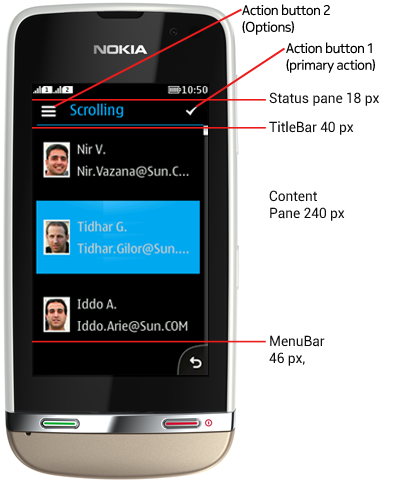 Action button 2
(Options)
NOKIA
Action button 1
(primary action)
1 2 10:50
Status pane 18 px
Scrolling
TitleBar 40 px
Nir V.
Nir.Vazana@Sun.C...
Content
Pane 240 px
Tidhar G.
Tidhar.Gilor@Sun....
Iddo A.
Iddo.Arie@Sun.COM
MenuBar
46 px,